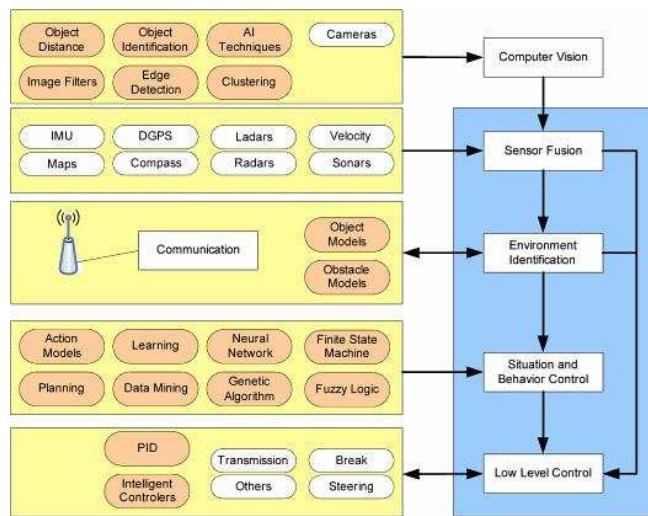 Object
Distance
Object
Identification
AI
Techniques
Cameras
Image Filters
Edge
Detection
Clustering
Computer Vision
IMU
DGPS
Ladars
Velocity
Maps
Compass
Radars
Sonars
Sensor Fusion
Communication
Object
Models
Obstacle
Models
Environment
Identification
Action
Models
Learning
Neural
Network
Finite State
Machine
Planning
Data Mining
Genetic
Algorithm
Fuzzy Logic
Situation and
Behavior Control
PID
Transmission
Break
Intelligent
Controlers
Others
Steering
Low Level Control